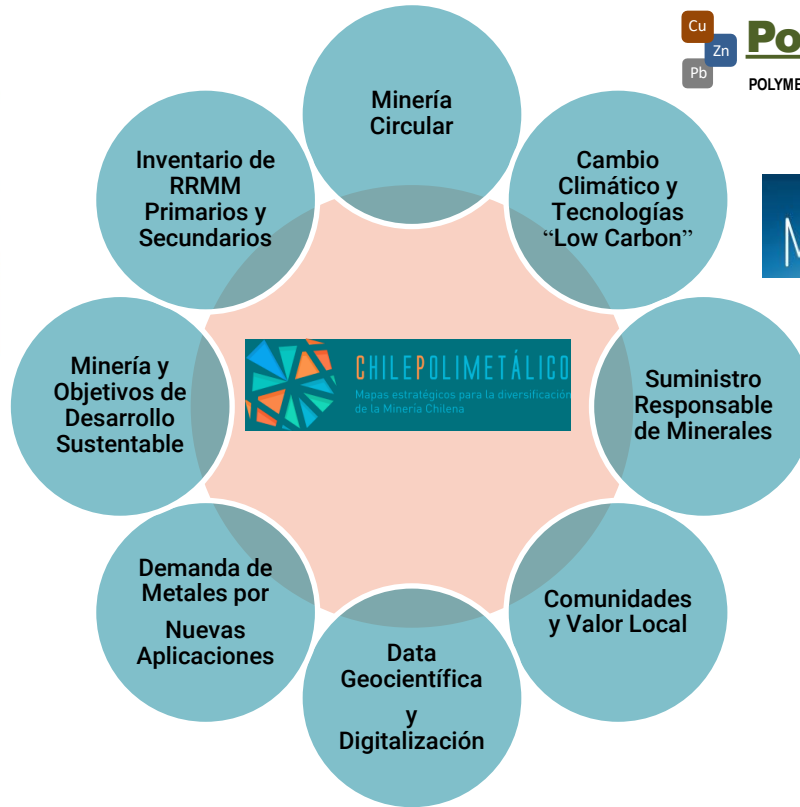 Cu
Zn
Pb
Po
POLYME
Minería
Circular
Inventario de
RRMM
Primarios y
Secundarios
Cambio
Climático y
Tecnologías
“Low Carbon”
M
CHILEPOLIMETÁLICO
Mapas estratégicos para la diversificación
de la Minería Chilena
Minería y
Objetivos de
Desarrollo
Sustentable
Suministro
Responsable
de Minerales
Demanda de
Metales por
Nuevas
Aplicaciones
Comunidades
y Valor Local
Data
Geocientífica
y
Digitalización